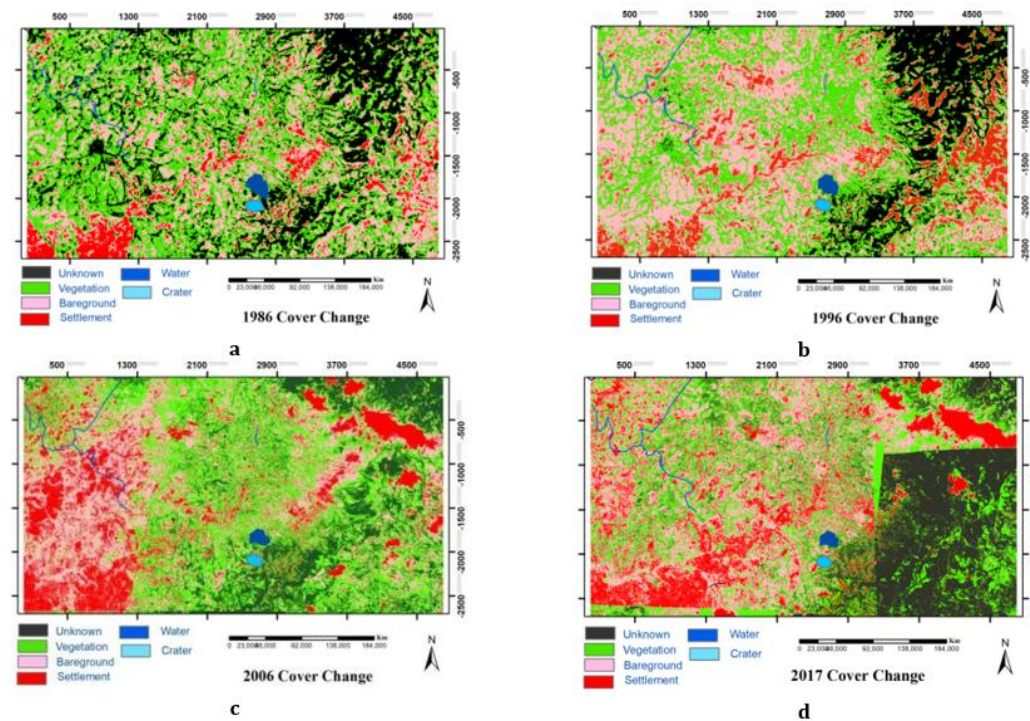 500 1300 2100 2900 3700 4500
-500
-1000
-1500
-2000
-2500
Unknown Water
Vegetation Crater
Bareground
Settlement
Km
N
1986 Cover Change
a
500 1300 2100 2900 3700 4500
-500
-1000
-1500
-2000
-2500
Unknown Water
Vegetation Crater
Bareground
Settlement
Km
N
1996 Cover Change
b
500 1300 2100 2900 3700 4500
-500
-1000
-1500
-2000
-2500
Unknown Water
Vegetation Crater
Bareground
Settlement
Km
N
2006 Cover Change
c
500 1300 2100 2900 3700 4500
-500
-1000
-1500
-2000
-2500
Unknown Water
Vegetation Crater
Bareground
Settlement
Km
N
2017 Cover Change
d